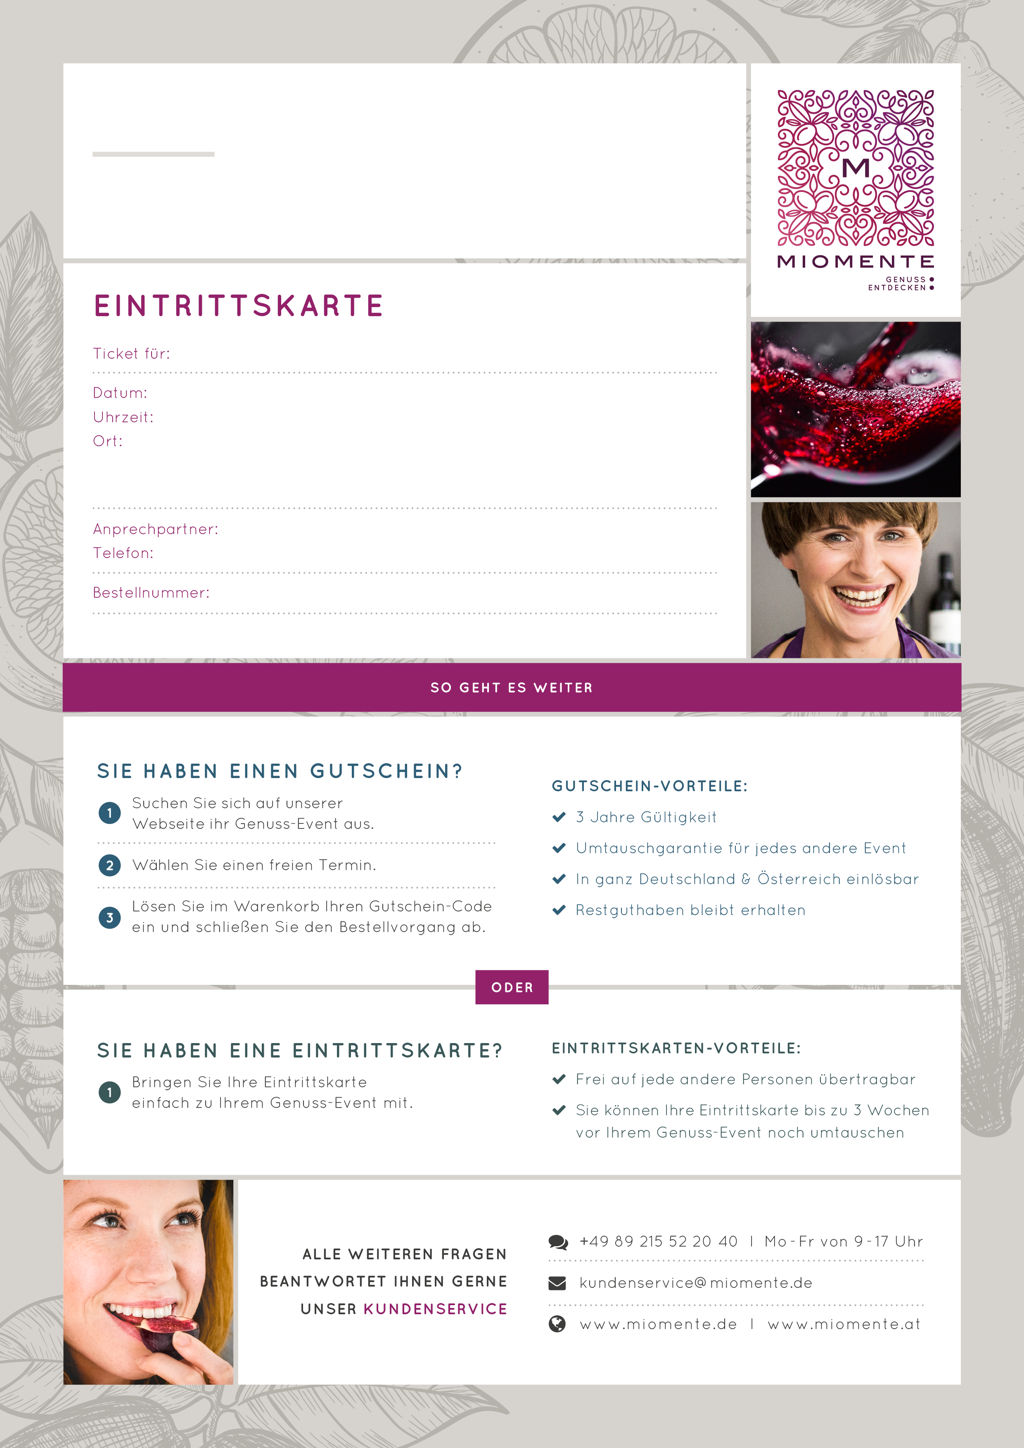 M
MIOMENTE
GENUSS
ENTDECKEN
EINTRITTSKARTE
Ticket für:
Datum:
Uhrzeit:
Ort:
Anprechpartner:
Telefon:
Bestellnummer:
SO GEHT ES WEITER
SIE HABEN EINEN GUTSCHEIN?
1 Suchen Sie sich auf unserer
Webseite ihr Genuss-Event aus.
2 Wählen Sie einen freien Termin.
3 Lösen Sie im Warenkorb Ihren Gutschein-Code
ein und schließen Sie den Bestellvorgang ab.
GUTSCHEIN-VORTEILE:
3 Jahre Gültigkeit
Umtauschgarantie für jedes andere Event
In ganz Deutschland & Österreich einlösbar
Restguthaben bleibt erhalten
ODER
SIE HABEN EINE EINTRITTSKARTE?
1 Bringen Sie Ihre Eintrittskarte
einfach zu Ihrem Genuss-Event mit.
EINTRITTSKARTEN-VORTEILE:
Frei auf jede andere Personen übertragbar
Sie können Ihre Eintrittskarte bis zu 3 Wochen
vor Ihrem Genuss-Event noch umtauschen
ALLE WEITEREN FRAGEN
BEANTWORTET IHNEN GERNE
UNSER KUNDENSERVICE
+49 89 215 52 20 40 | Mo-Fr von 9-17 Uhr
kundenservice@miomente.de
www.miomente.de | www.miomente.at